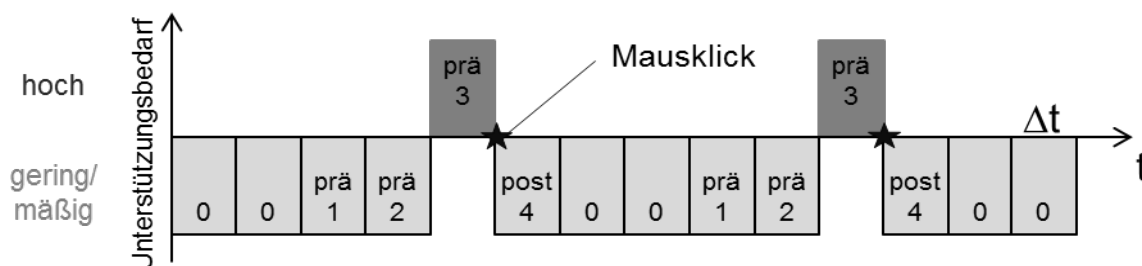 Unterstützungsbedarf
hoch
gering/
mäßig
prä
3
Mausklick
prä
3
Δt
t
0
0
prä
1
prä
2
post
4
0
0
prä
1
prä
2
post
4
0
0